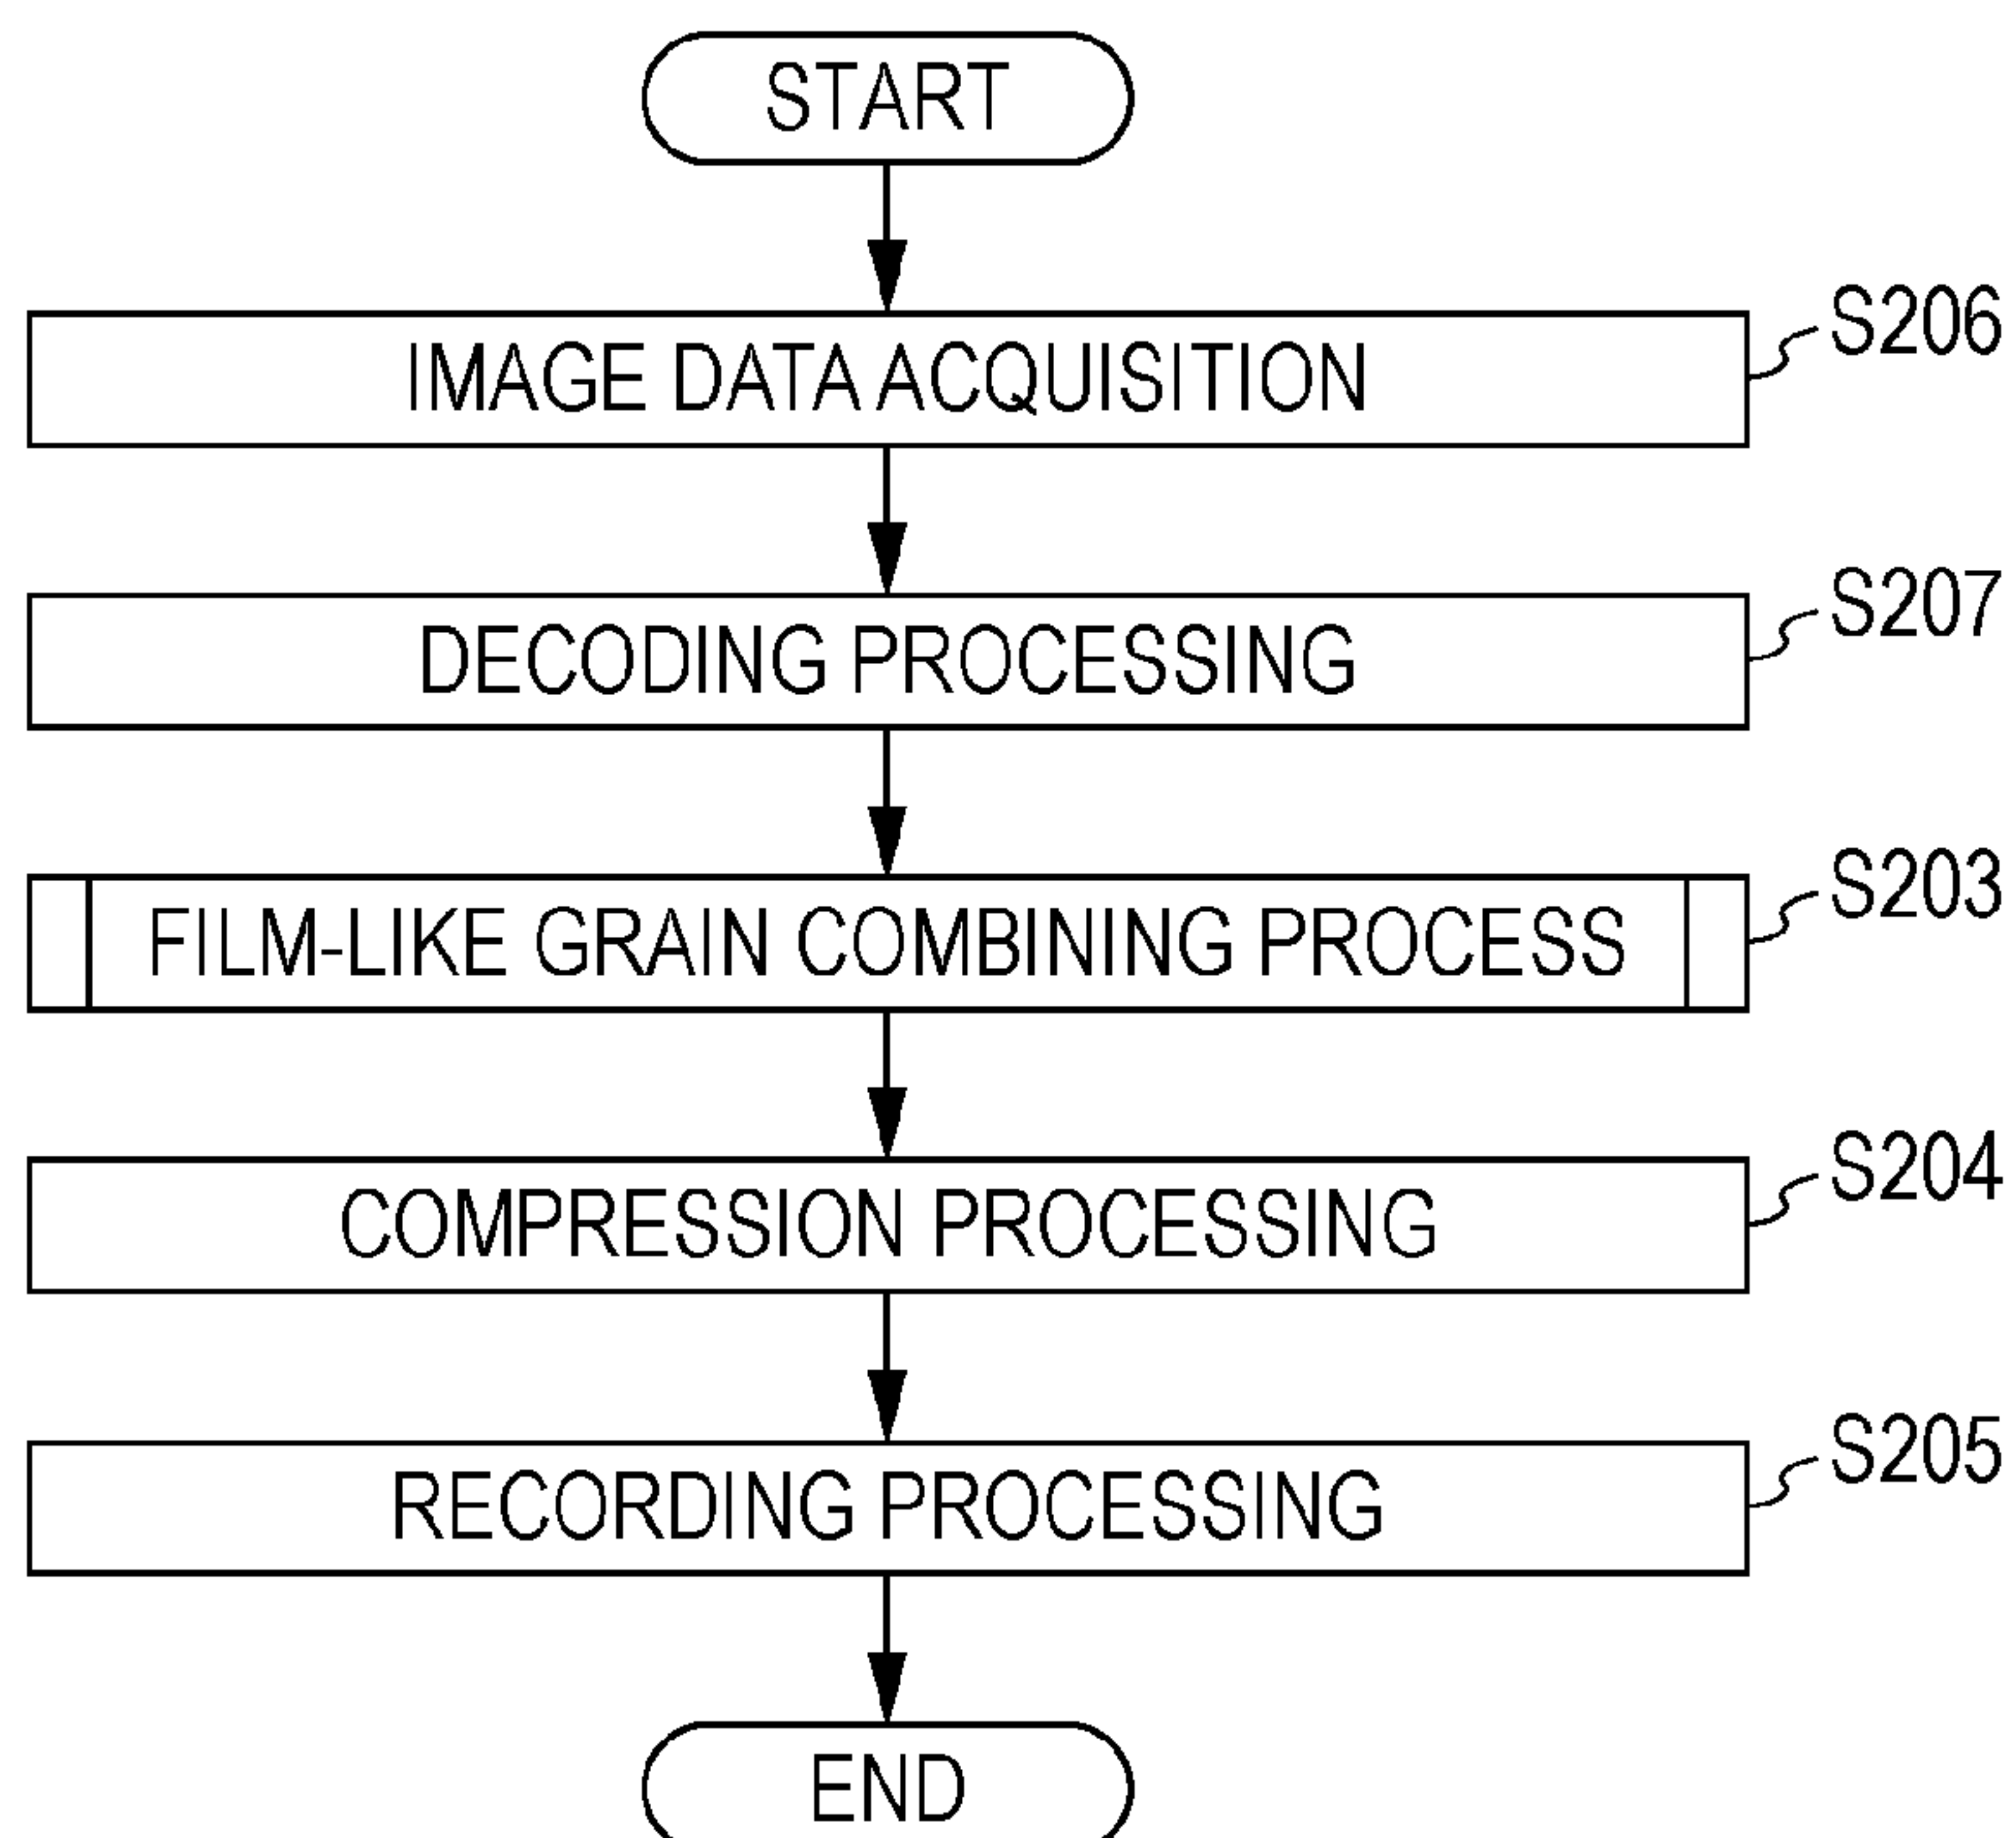 START
IMAGE DATA ACQUISITION
S206
DECODING PROCESSING
S207
FILM-LIKE GRAIN COMBINING PROCESS
S203
COMPRESSION PROCESSING
S204
RECORDING PROCESSING
S205
END